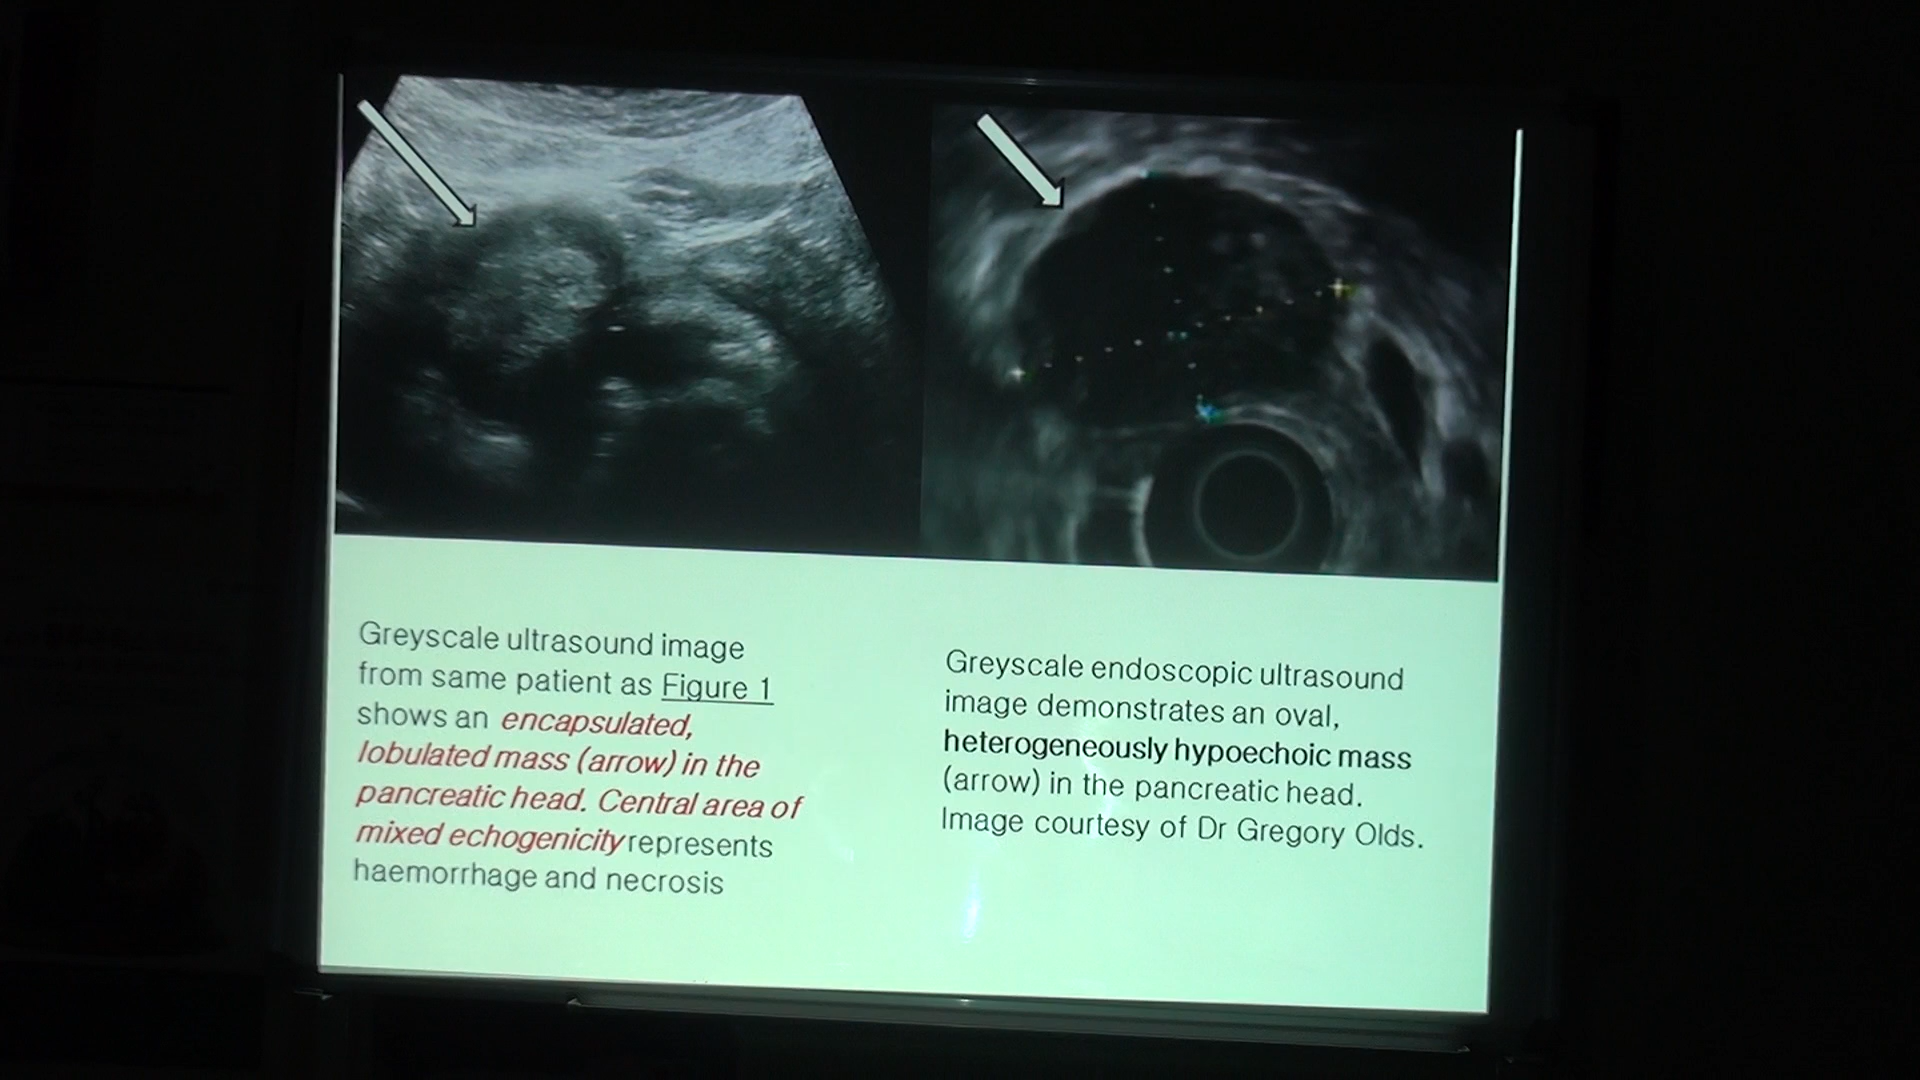 Greyscale ultrasound image
from same patient as Figure 1
shows an encapsulated,
lobulated mass (arrow) in the
pancreatic head. Central area of
mixed echogenicity represents
haemorrhage and necrosis
Greyscale endoscopic ultrasound
image demonstrates an oval,
heterogeneously hypoechoic mass
(arrow) in the pancreatic head.
Image courtesy of Dr Gregory Olds.